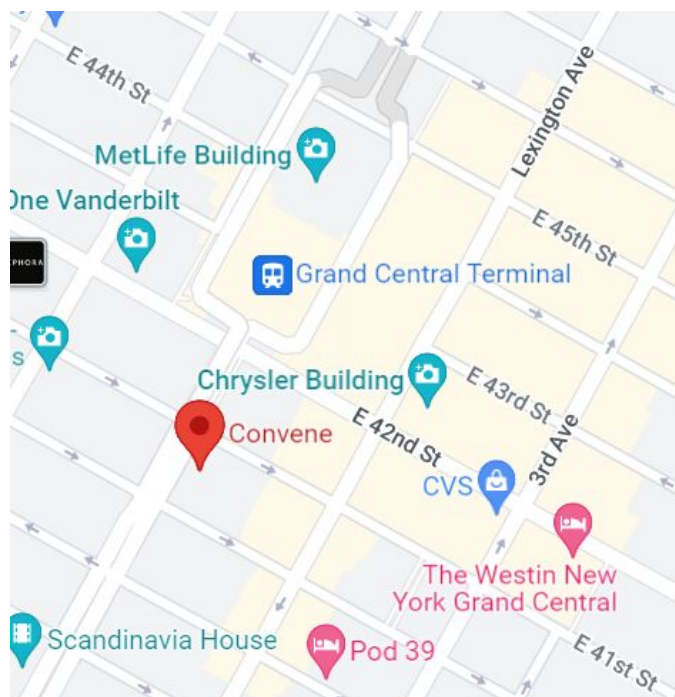 E 44th St
Lexington Ave
MetLife Building
One Vanderbilt
E 45th St
Grand Central Terminal
Chrysler Building
E 43rd St
Convene
E 42nd St
3rd Ave
CVS
The Westin New
York Grand Central
Scandinavia House
Pod 39
E 41st St